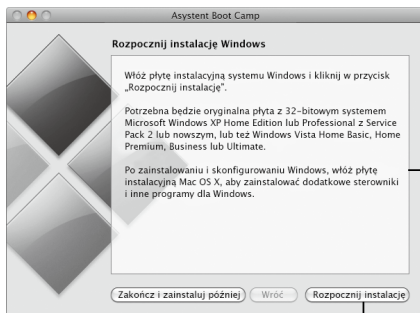 Asystent Boot Camp
Rozpocznij instalację Windows
Włóż płytę instalacyjną systemu Windows i kliknij w przycisk
„Rozpocznij instalację”.
Potrzebna będzie oryginalna płyta z 32-bitowym systemem
Microsoft Windows XP Home Edition lub Professional z Service
Pack 2 lub nowszym, lub też Windows Vista Home Basic, Home
Premium, Business lub Ultimate.
Po zainstalowaniu i skonfigurowaniu Windows, włóż płytę
instalacyjną Mac OS X, aby zainstalować dodatkowe sterowniki
i inne programy dla Windows.
Zakończ i zainstaluj później Wróć Rozpocznij instalację